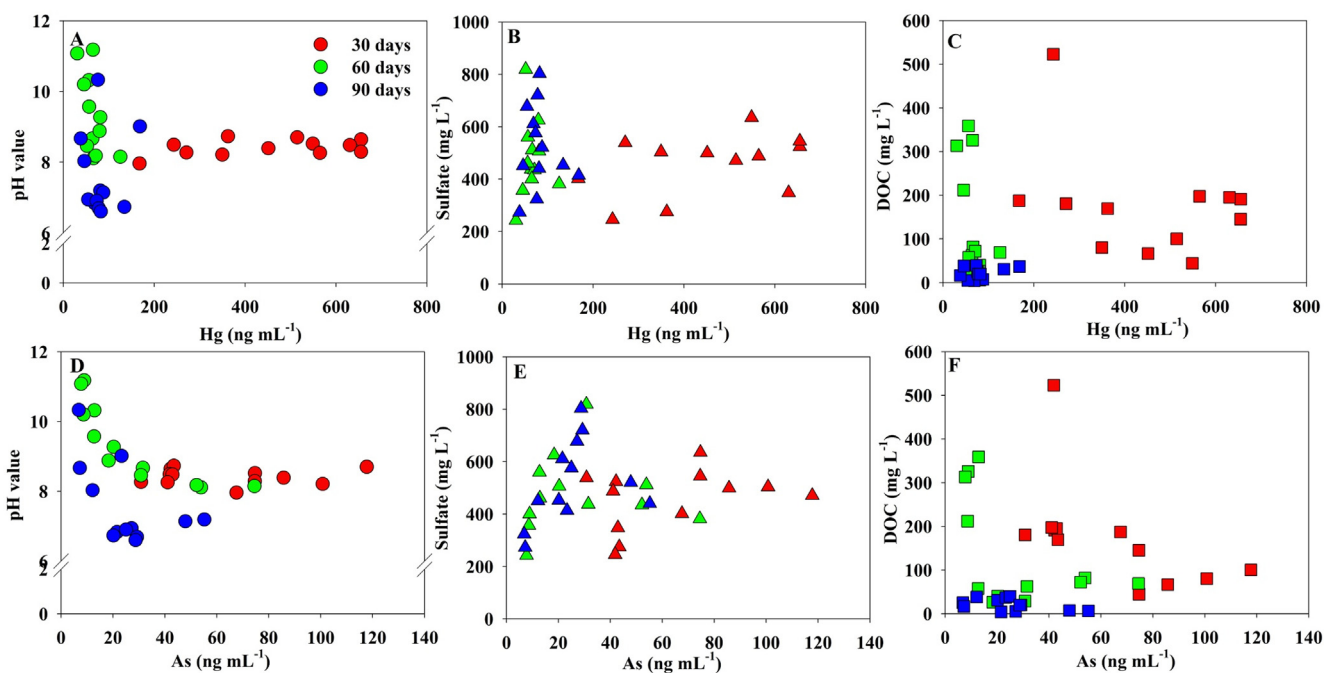 A
30 days
60 days
90 days
12
10
8
6
2
0
pH value
0 200 400 600 800
Hg (ng mL⁻¹)
B
1000
800
600
400
200
0
Sulfate (mg L⁻¹)
0 200 400 600 800
Hg (ng mL⁻¹)
C
600
500
400
300
200
100
0
DOC (mg L⁻¹)
0 200 400 600 800
Hg (ng mL⁻¹)
D
12
10
8
6
2
0
pH value
0 20 40 60 80 100 120 140
As (ng mL⁻¹)
E
1000
800
600
400
200
0
Sulfate (mg L⁻¹)
0 20 40 60 80 100 120 140
As (ng mL⁻¹)
F
600
500
400
300
200
100
0
DOC (mg L⁻¹)
0 20 40 60 80 100 120 140
As (ng mL⁻¹)